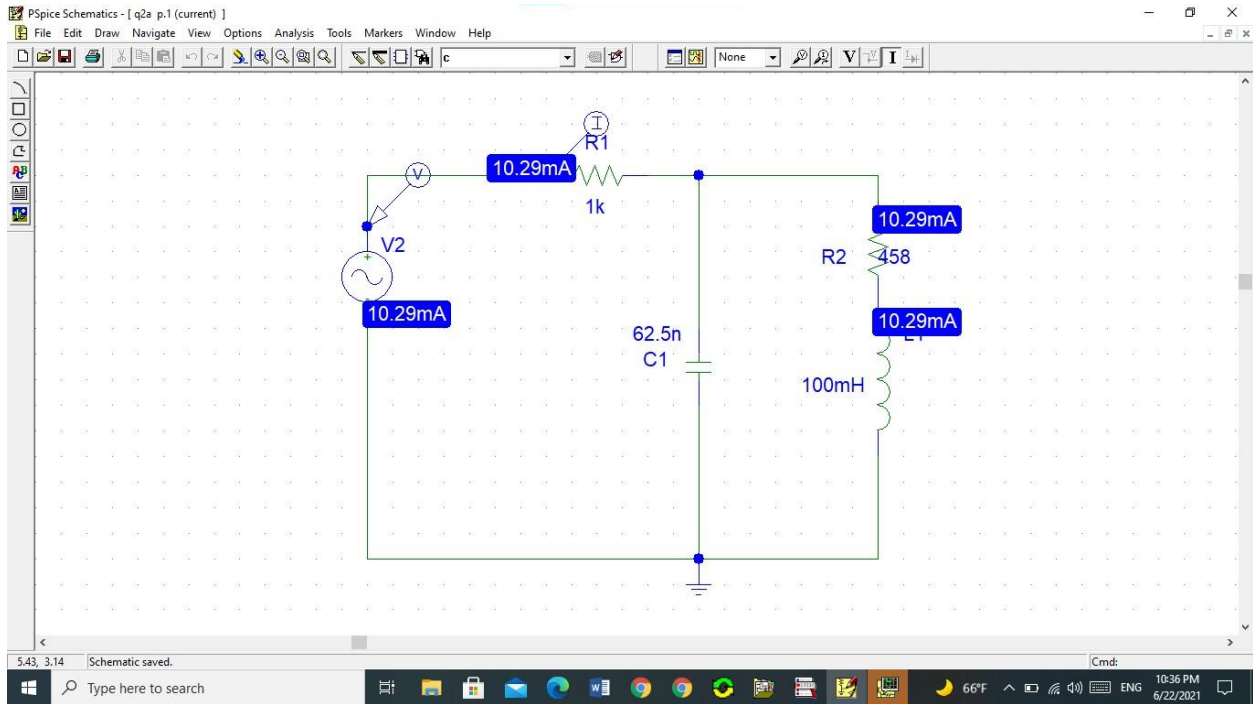 PSpice Schematics - [ q2a p.1 (current) ]
File Edit Draw Navigate View Options Analysis Tools Markers Window Help
c None V I
ABC
I
R1
V 10.29mA
1k
10.29mA
V2
R2 458
+
10.29mA 10.29mA
62.5n
C1
100mH
5.43, 3.14 Schematic saved. Cmd:
Type here to search 66°F ENG 10:36 PM
6/22/2021